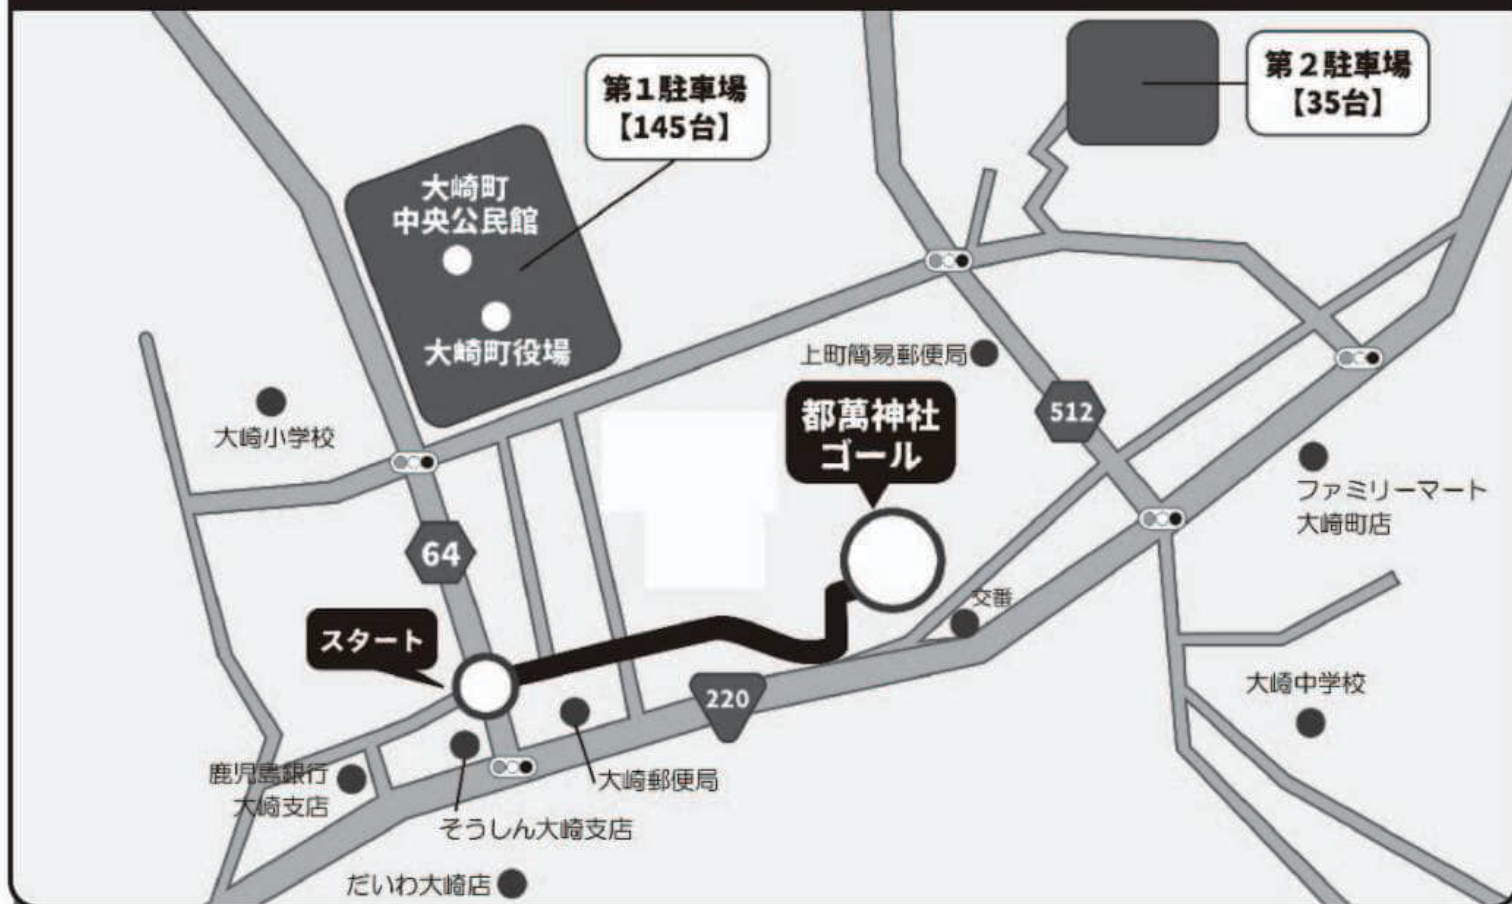 第1駐車場
【145台】
第2駐車場
【35台】
大崎町
中央公民館
大崎町役場
上町簡易郵便局
都萬神社
ゴール
512
大崎小学校
ファミリーマート
大崎町店
64
交番
スタート
220
大崎中学校
鹿児島銀行
大崎支店
大崎郵便局
そうしん大崎支店
だいわ大崎店